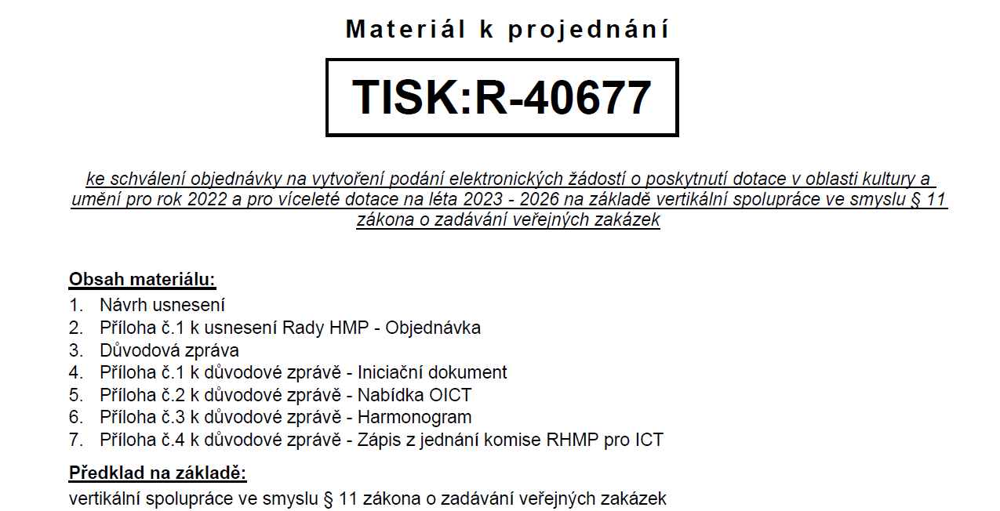 Materiál k projednání
TISK:R-40677
ke schválení objednávky na vytvoření podání elektronických žádostí o poskytnutí dotace v oblasti kultury a
umění pro rok 2022 a pro víceleté dotace na léta 2023 - 2026 na základě vertikální spolupráce ve smyslu § 11
zákona o zadávání veřejných zakázek
Obsah materiálu:
1. Návrh usnesení
2. Příloha č.1 k usnesení Rady HMP - Objednávka
3. Důvodová zpráva
4. Příloha č.1 k důvodové zprávě - Iniciační dokument
5. Příloha č.2 k důvodové zprávě - Nabídka OICT
6. Příloha č.3 k důvodové zprávě - Harmonogram
7. Příloha č.4 k důvodové zprávě - Zápis z jednání komise RHMP pro ICT
Předklad na základě:
vertikální spolupráce ve smyslu § 11 zákona o zadávání veřejných zakázek